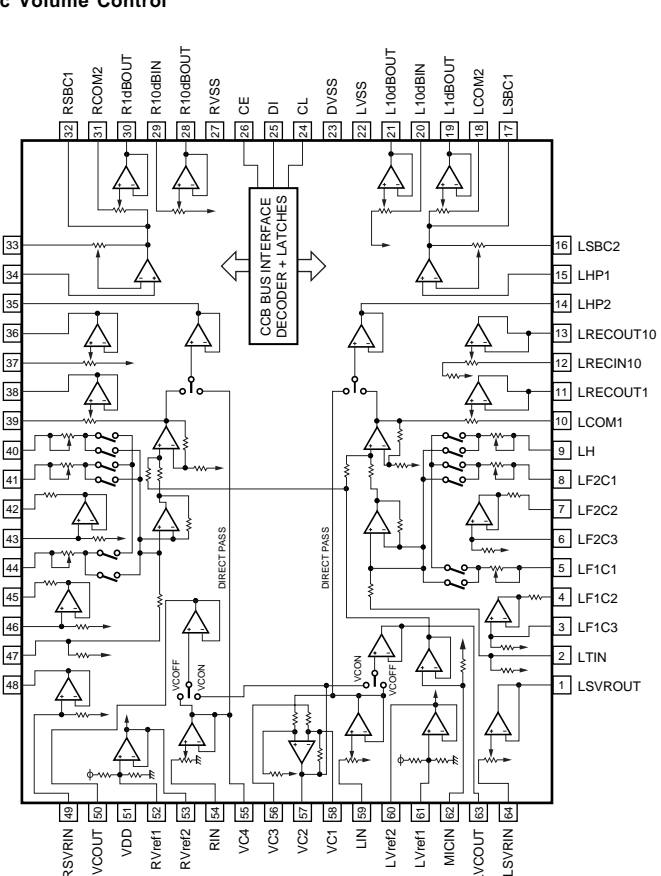 c Volume Control
RSBC1
RCOM2
R1dBOUT
R10dBIN
R10dBOUT
RVSS
CE
DI
CL
DVSS
LVSS
L10dBOUT
L10dBIN
L1dBOUT
LCOM2
LSBC1
32
31
30
29
28
27
26
25
24
23
22
21
20
19
18
17
CCB BUS INTERFACE
DECODER + LATCHES
33
34
35
36
37
38
39
40
41
42
43
44
45
46
47
48
16 LSBC2
15 LHP1
14 LHP2
13 LRECOUT10
12 LRECIN10
11 LRECOUT1
10 LCOM1
9 LH
8 LF2C1
7 LF2C2
6 LF2C3
5 LF1C1
4 LF1C2
3 LF1C3
2 LTIN
1 LSVROUT
DIRECT PASS
DIRECT PASS
VCOFF
VCON
VCON
VCOFF
49
50
51
52
53
54
55
56
57
58
59
60
61
62
63
64
RSVRIN
VCOUT
VDD
RVref1
RVref2
RIN
VC4
VC3
VC2
VC1
LIN
LVref2
LVref1
MICIN
LVCOUT
LSVRIN